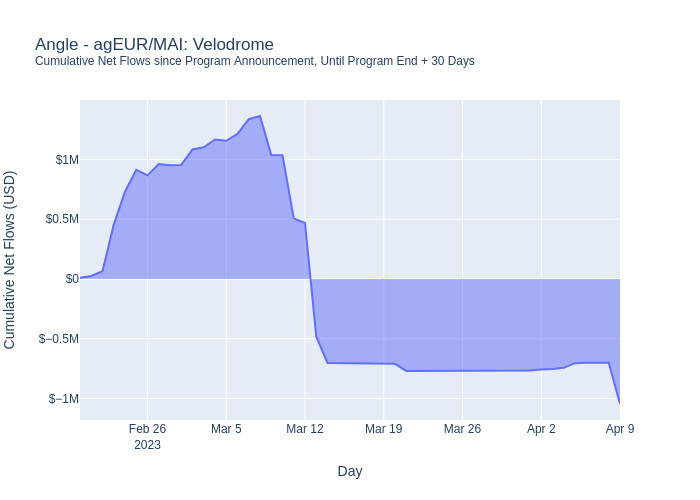 Angle - agEUR/MAI: Velodrome
Cumulative Net Flows since Program Announcement, Until Program End + 30 Days
Cumulative Net Flows (USD)
$1M
$0.5M
$0
$−0.5M
$−1M
Feb 26
2023
Mar 5
Mar 12
Mar 19
Mar 26
Apr 2
Apr 9
Day